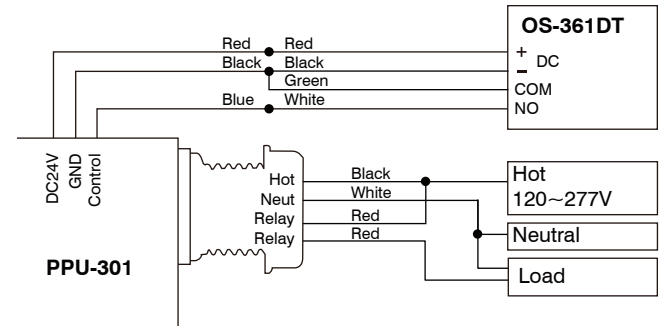 OS-361DT
Red Red
+
DC
Black Black
−
Green
COM
Blue White
NO
DC24V
GND
Control
PPU-301
Hot
Black
Hot
120~277V
Neut
White
Relay
Red
Neutral
Relay
Red
Load